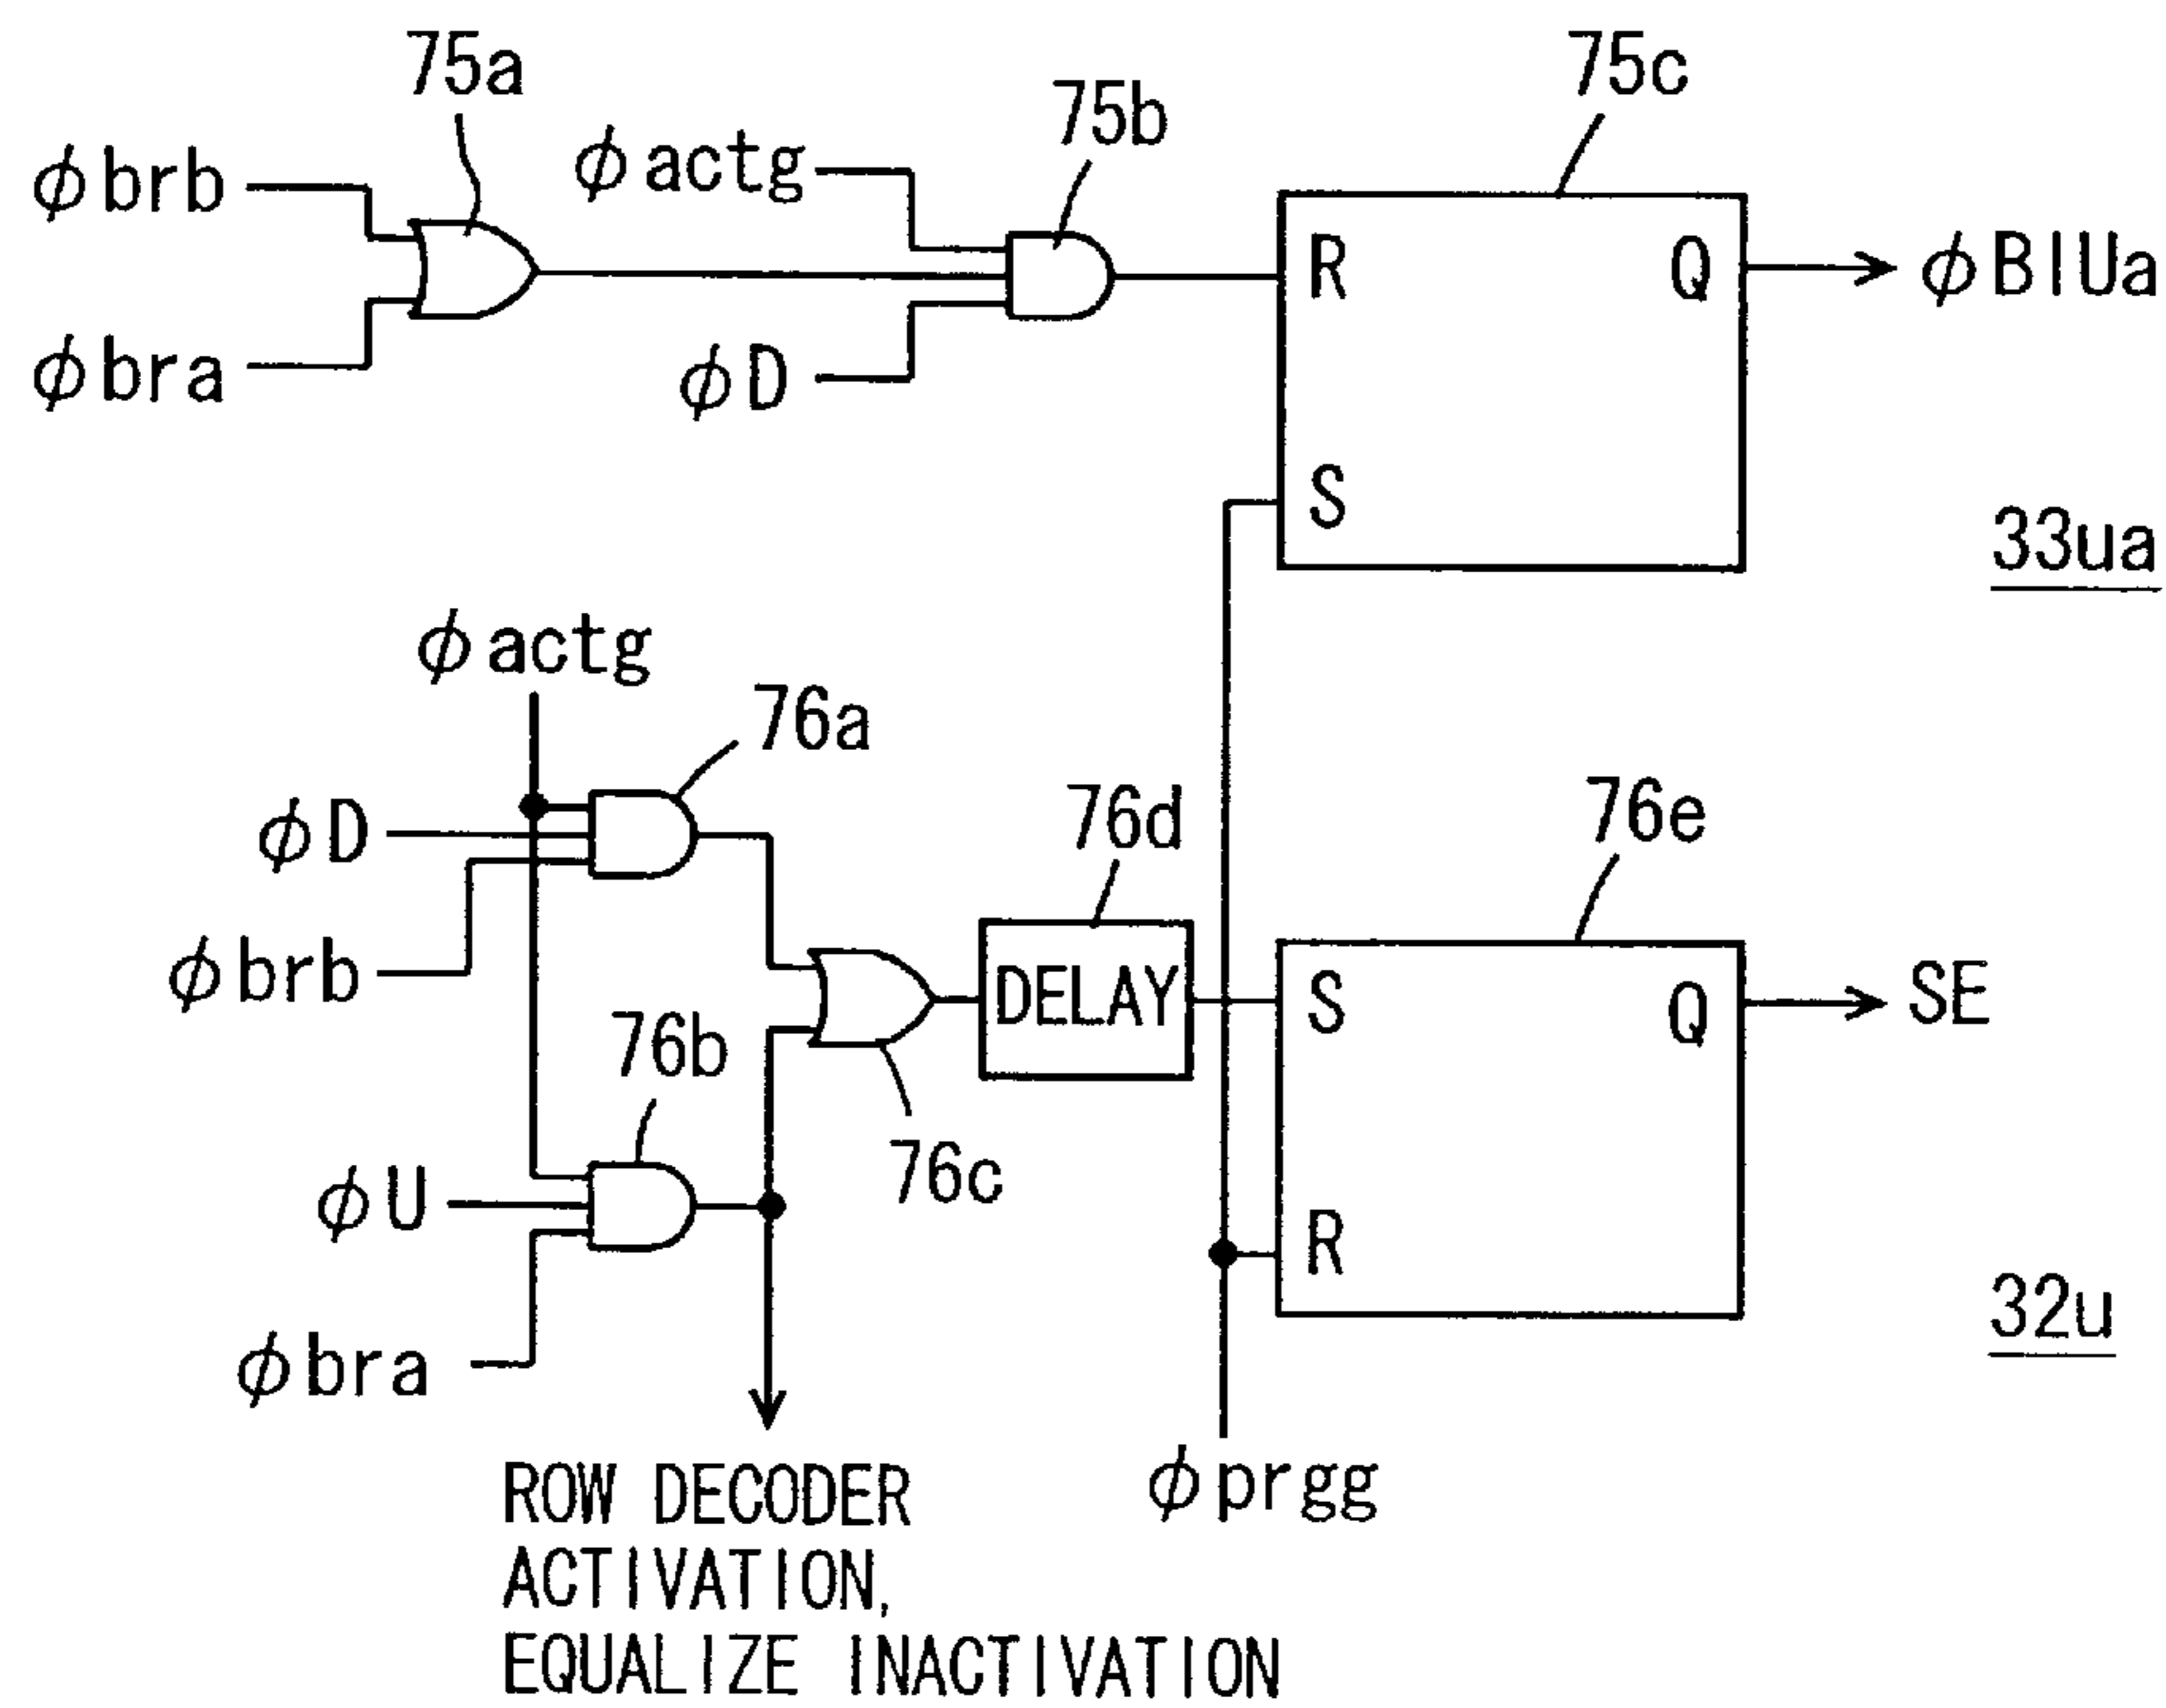 75a
75c
75b
φbrb
φactg
φbra
φD
R
Q
φBIUa
S
33ua
φactg
76a
φD
76d
76e
φbrb
DELAY
S
Q
SE
76b
76c
φU
R
32u
φbra
φprgg
ROW DECODER
ACTIVATION,
EQUALIZE INACTIVATION